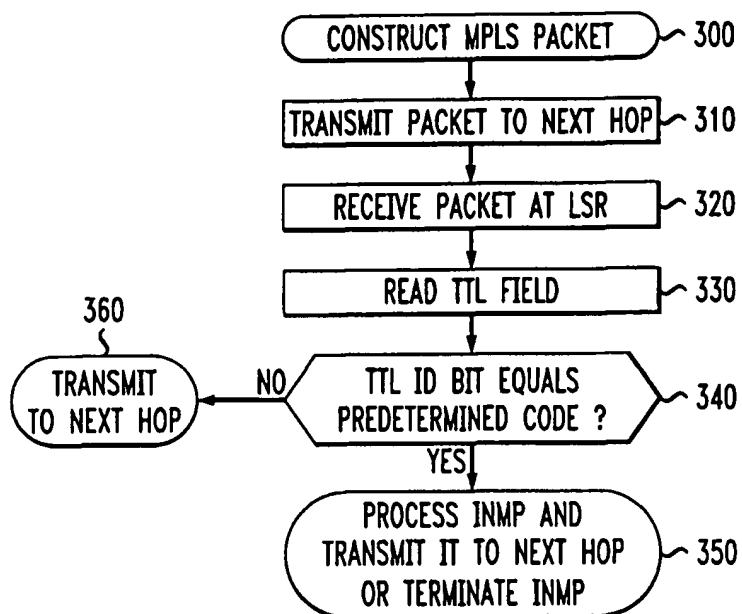 CONSTRUCT MPLS PACKET
300
TRANSMIT PACKET TO NEXT HOP
310
RECEIVE PACKET AT LSR
320
READ TTL FIELD
330
360
TRANSMIT
TO NEXT HOP
NO
TTL ID BIT EQUALS
PREDETERMINED CODE ?
340
YES
PROCESS INMP AND
TRANSMIT IT TO NEXT HOP
OR TERMINATE INMP
350